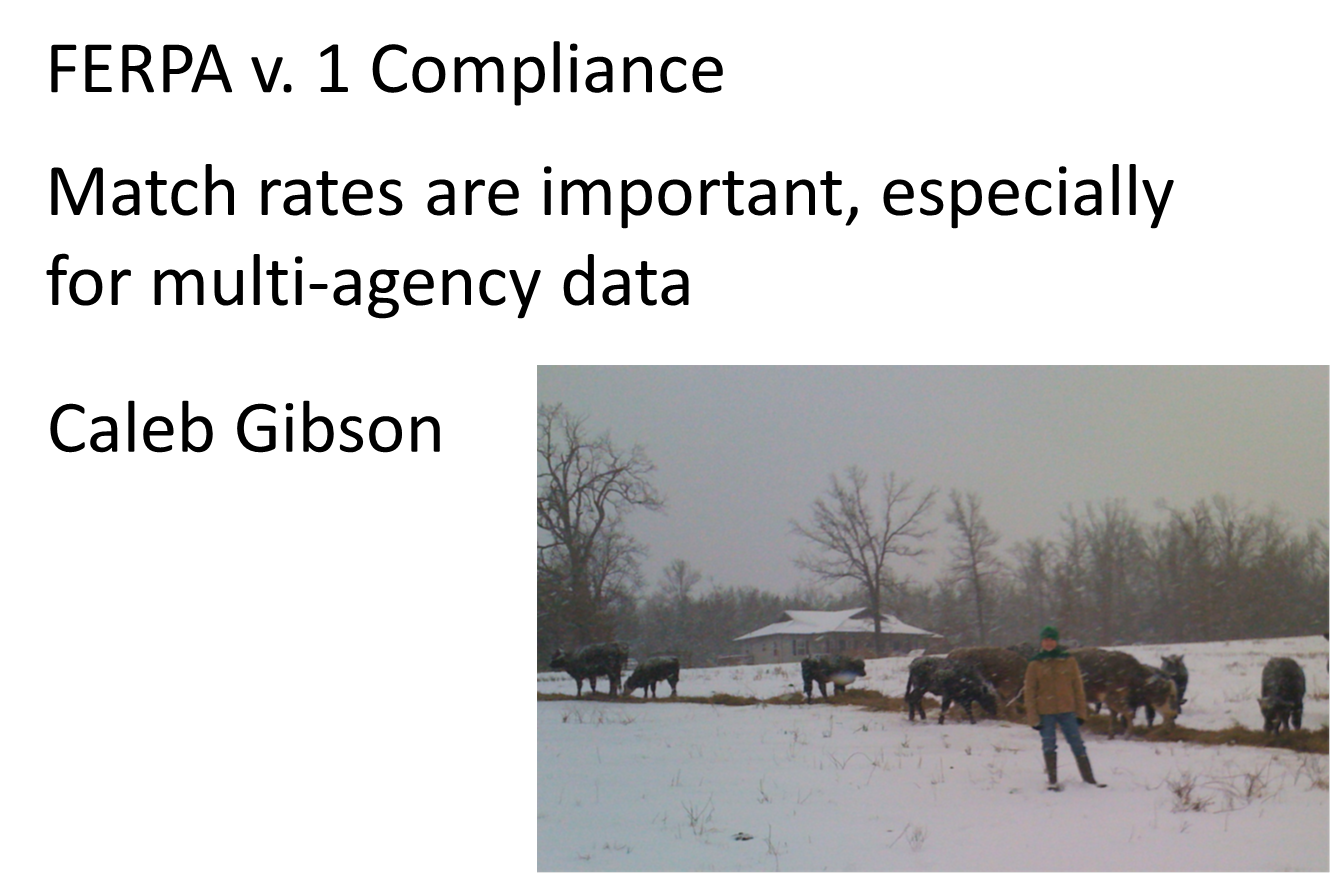 FERPA v. 1 Compliance
Match rates are important, especially
for multi-agency data
Caleb Gibson